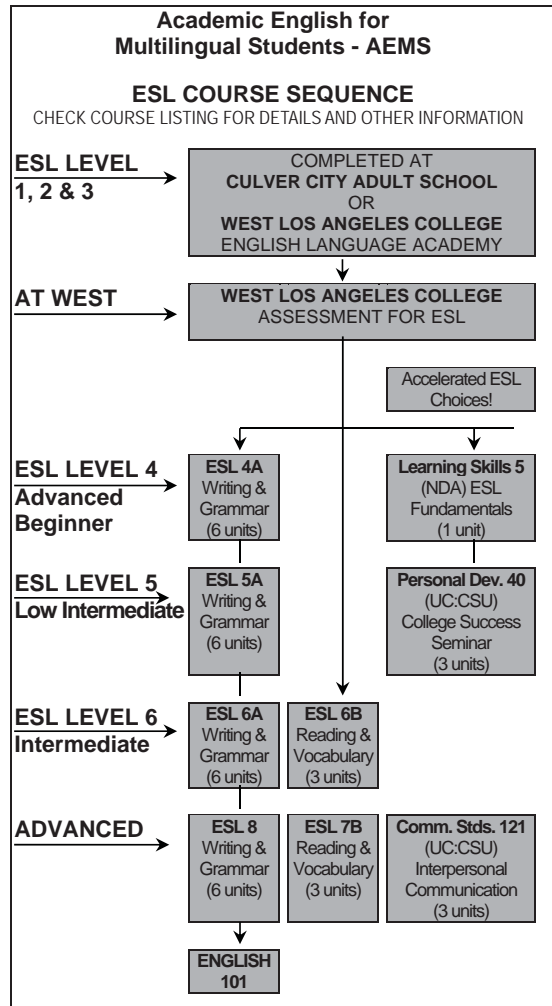 Academic English for
Multilingual Students - AEMS
ESL COURSE SEQUENCE
CHECK COURSE LISTING FOR DETAILS AND OTHER INFORMATION
ESL LEVEL
1, 2 & 3
COMPLETED AT
CULVER CITY ADULT SCHOOL
OR
WEST LOS ANGELES COLLEGE
ENGLISH LANGUAGE ACADEMY
AT WEST
WEST LOS ANGELES COLLEGE
ASSESSMENT FOR ESL
Accelerated ESL
Choices!
ESL LEVEL 4
Advanced
Beginner
ESL 4A
Writing &
Grammar
(6 units)
Learning Skills 5
(NDA) ESL
Fundamentals
(1 unit)
ESL LEVEL 5
Low Intermediate
ESL 5A
Writing &
Grammar
(6 units)
Personal Dev. 40
(UC:CSU)
College Success
Seminar
(3 units)
ESL LEVEL 6
Intermediate
ESL 6A
Writing &
Grammar
(6 units)
ESL 6B
Reading &
Vocabulary
(3 units)
ADVANCED
ESL 8
Writing &
Grammar
(6 units)
ESL 7B
Reading &
Vocabulary
(3 units)
Comm. Stds. 121
(UC:CSU)
Interpersonal
Communication
(3 units)
ENGLISH
101